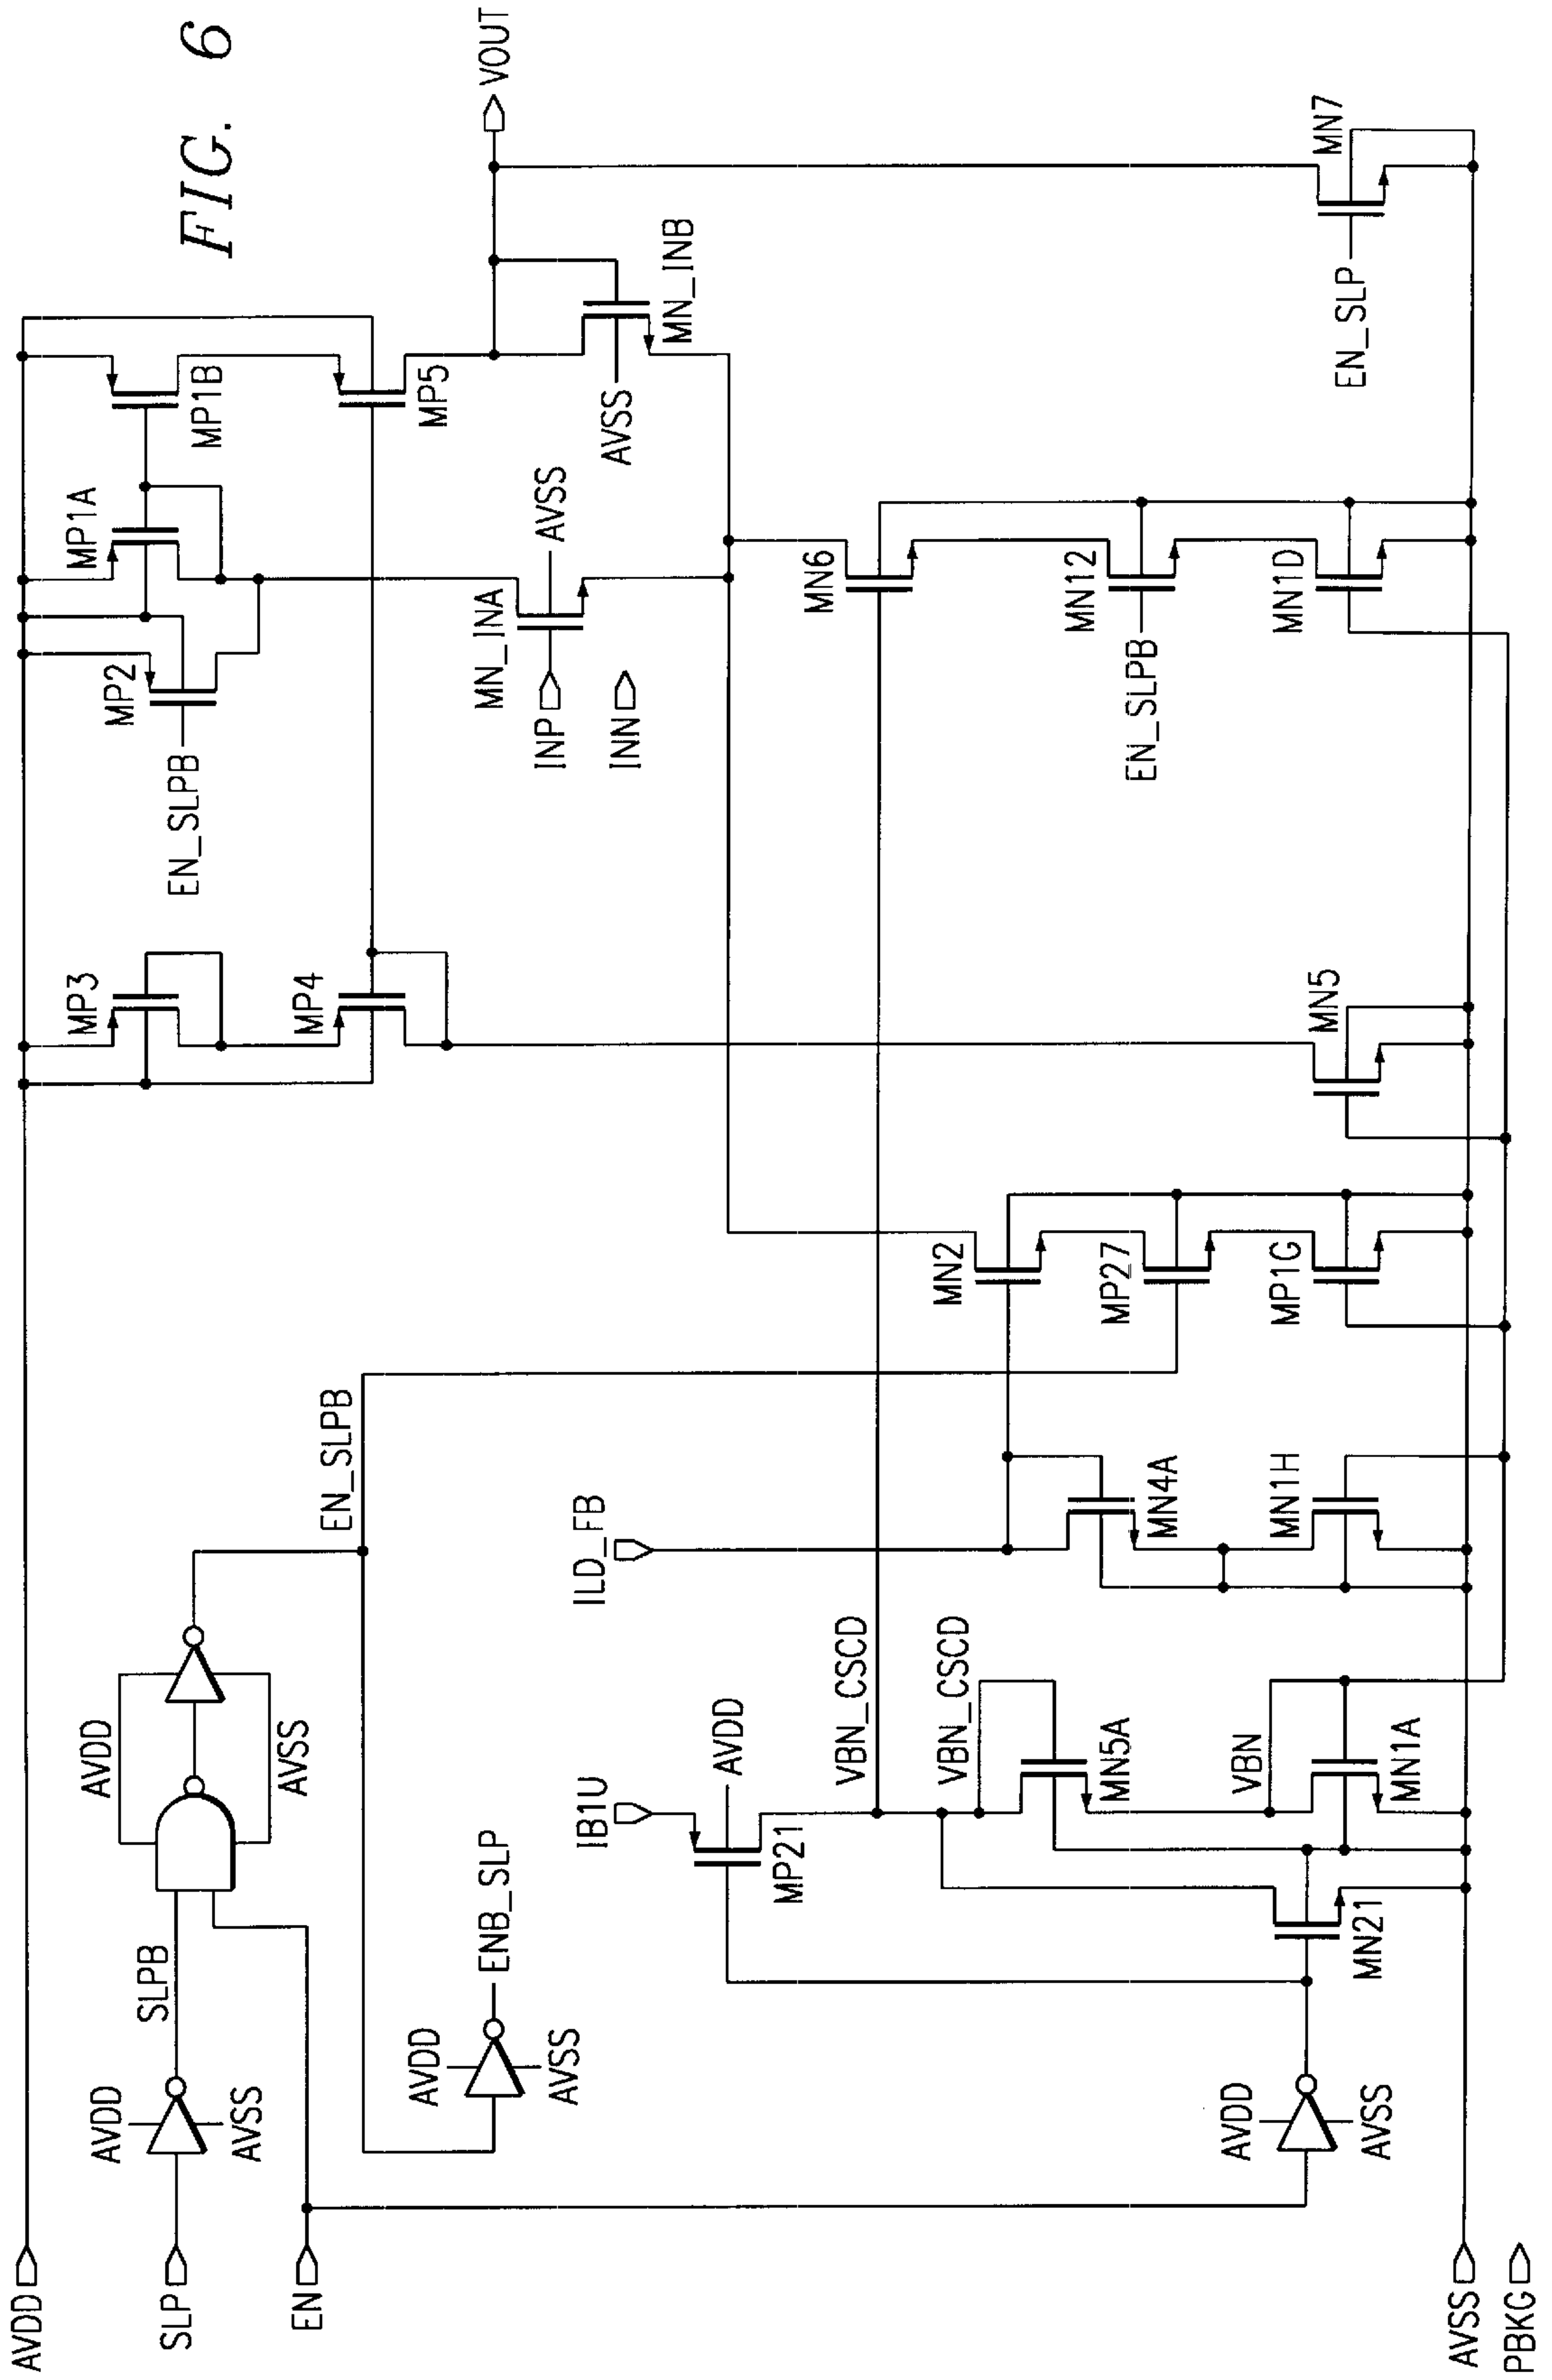 FIG. 6
AVDD
SLP
EN
AVDD
AVSS
SLPB
AVDD
AVSS
EN_SLPB
AVDD
AVSS
ENB_SLP
IB1U
AVDD
MP21
VBN_CSCD
VBN_CSCD
MN5A
VBN
MN1A
MN21
AVDD
AVSS
ILD_FB
MN4A
MN1H
MN2
MP27
MP1G
MP3
MP4
MN5
MP2
EN_SLPB
MP1A
MP1B
MP5
MN_INA
AVSS
INP
INN
AVSS
MN_INB
VOUT
MN6
MN12
EN_SLPB
MN1D
EN_SLP
MN7
AVSS
PBKG